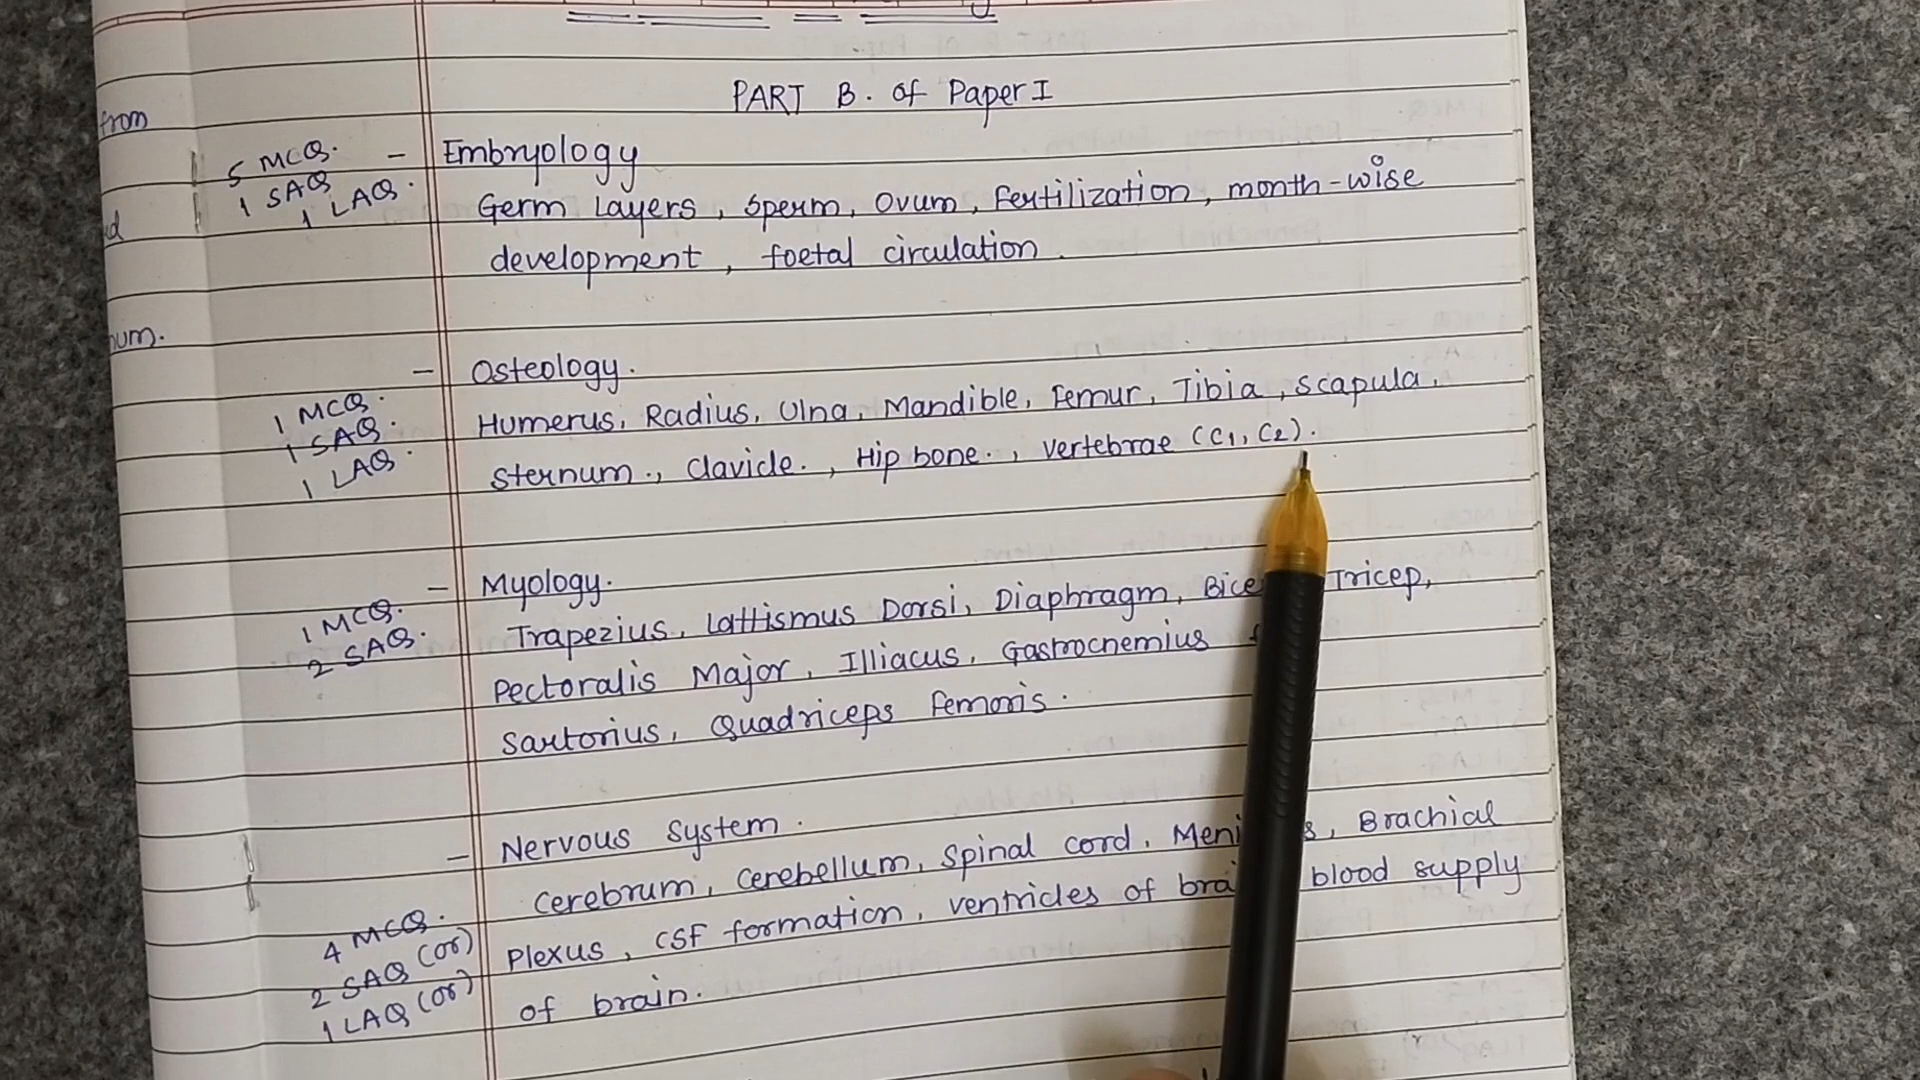 PART B. of Paper I
from
5 MCQ. - Embryology
1 SAQ
1 LAQ.
Germ Layers, Sperm, Ovum, Fertilization, month-wise
d
development, foetal circulation.
num.
- Osteology.
1 MCQ.
1 SAQ.
1 LAQ.
Humerus, Radius, Ulna, Mandible, Femur, Tibia, Scapula,
Sternum., Clavicle., Hip bone., Vertebrae (C1, C2).
- Myology.
1 MCQ.
2 SAQ.
Trapezius, Lattismus Dorsi, Diaphragm, Tricep,
Pectoralis Major, Illiacus, Gastrocnemius
Sartorius, Quadriceps Femoris.
- Nervous System.
4 MCQ.
2 SAQ (or)
1 LAQ (or)
Cerebrum, Cerebellum, Spinal cord, Brachial
Plexus, CSF formation, ventricles of blood supply
of brain.